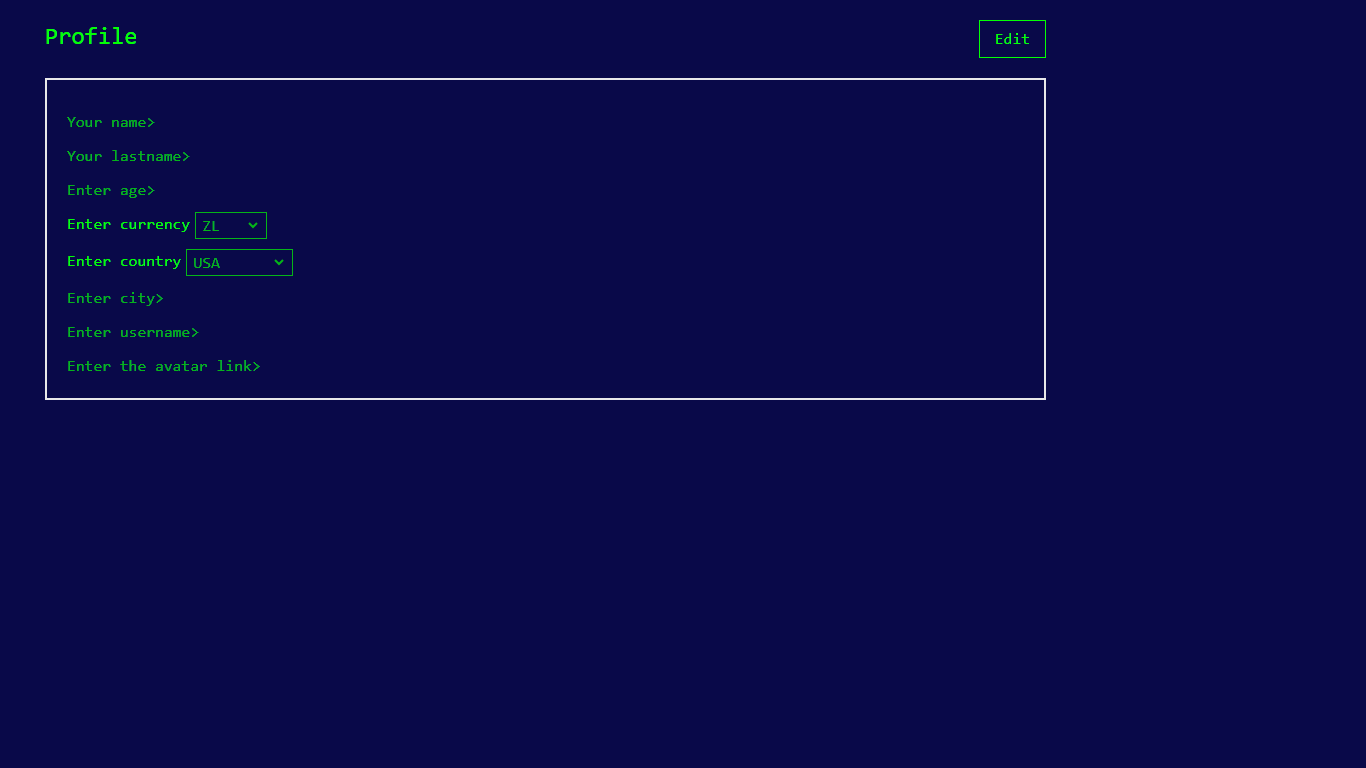 Profile
Edit
Your name>
Your lastname>
Enter age>
Enter currency ZL
Enter country USA
Enter city>
Enter username>
Enter the avatar link>